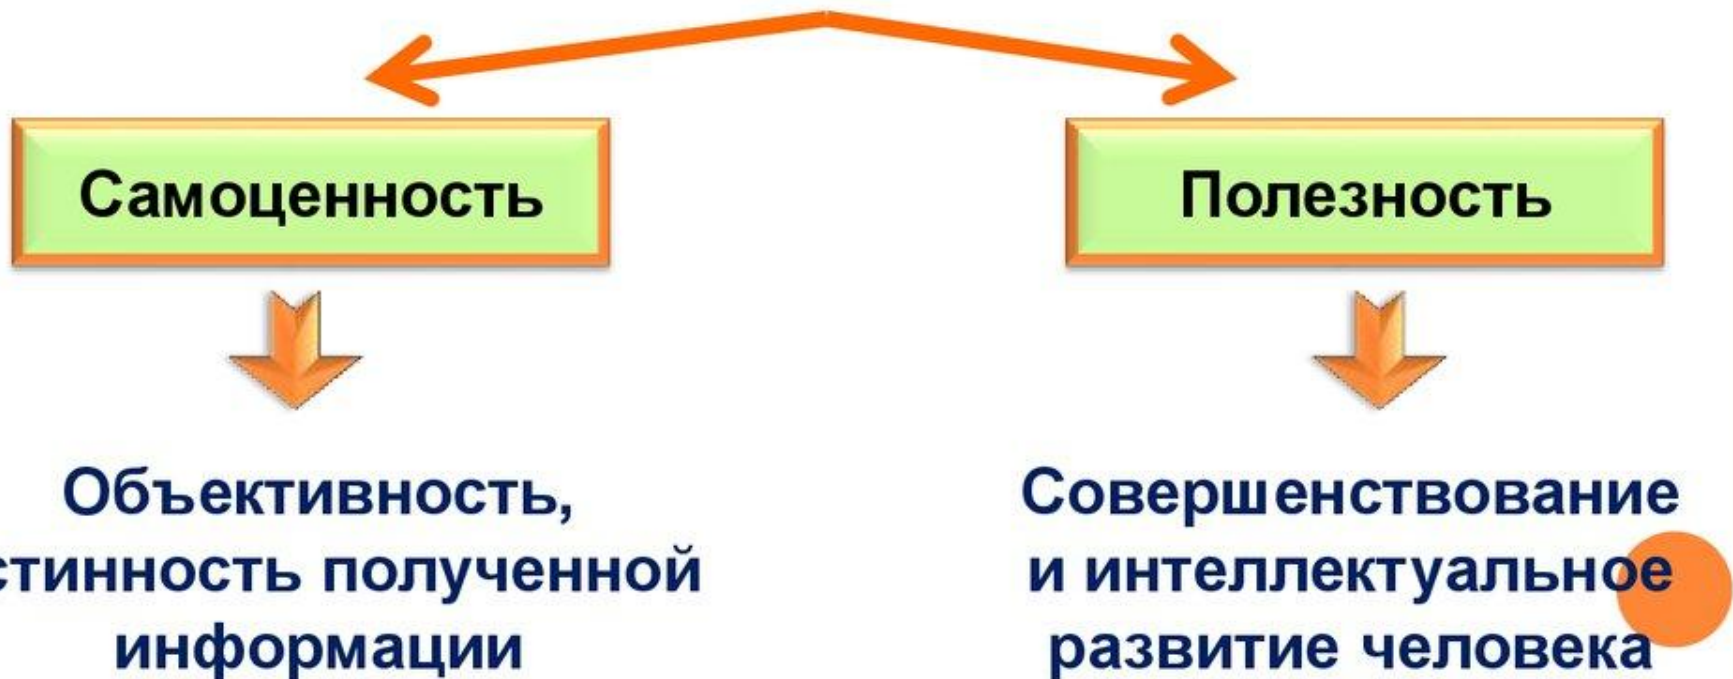 Самоценность
Полезность
Объективность,
стинность полученной
информации
Совершенствование
и интеллектуальное
развитие человека